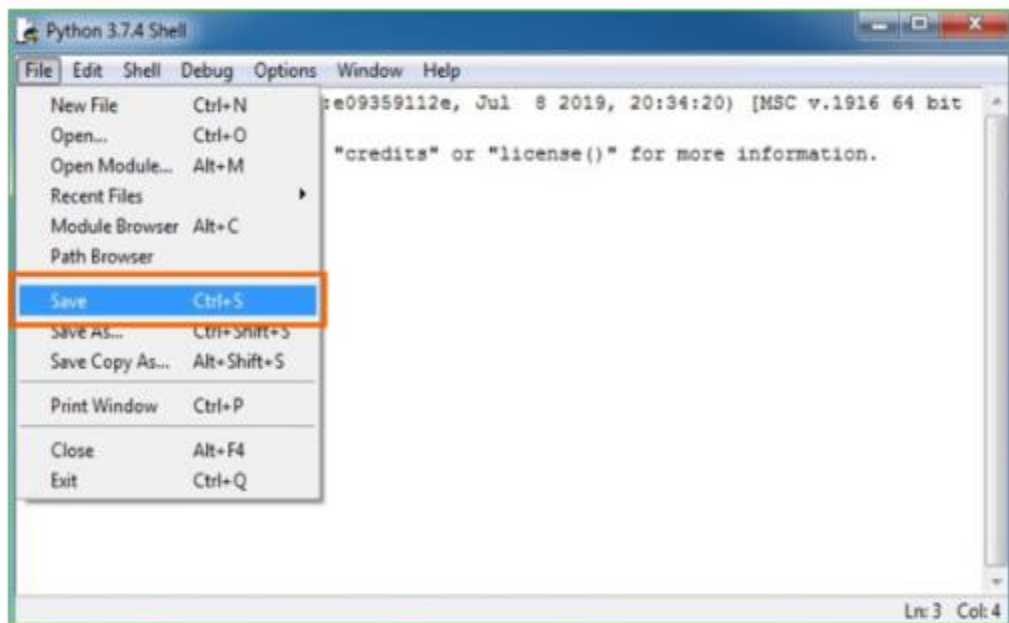 Python 3.7.4 Shell
File Edit Shell Debug Options Window Help
New File Ctrl+N
:e09359112e, Jul 8 2019, 20:34:20) [MSC v.1916 64 bit
Open... Ctrl+O
Open Module... Alt+M
"credits" or "license()" for more information.
Recent Files
Module Browser Alt+C
Path Browser
Save Ctrl+S
Save As... Ctrl+Shift+S
Save Copy As... Alt+Shift+S
Print Window Ctrl+P
Close Alt+F4
Exit Ctrl+Q
Ln: 3 Col: 4